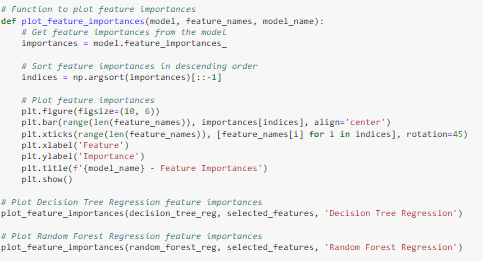 # Function to plot feature importances
def plot_feature_importances(model, feature_names, model_name):
    # Get feature importances from the model
    importances = model.feature_importances_

    # Sort feature importances in descending order
    indices = np.argsort(importances)[::-1]

    # Plot feature importances
    plt.figure(figsize=(10, 6))
    plt.bar(range(len(feature_names)), importances[indices], align='center')
    plt.xticks(range(len(feature_names)), [feature_names[i] for i in indices], rotation=45)
    plt.xlabel('Feature')
    plt.ylabel('Importance')
    plt.title(f'{model_name} - Feature Importances')
    plt.show()

# Plot Decision Tree Regression feature importances
plot_feature_importances(decision_tree_reg, selected_features, 'Decision Tree Regression')

# Plot Random Forest Regression feature importances
plot_feature_importances(random_forest_reg, selected_features, 'Random Forest Regression')